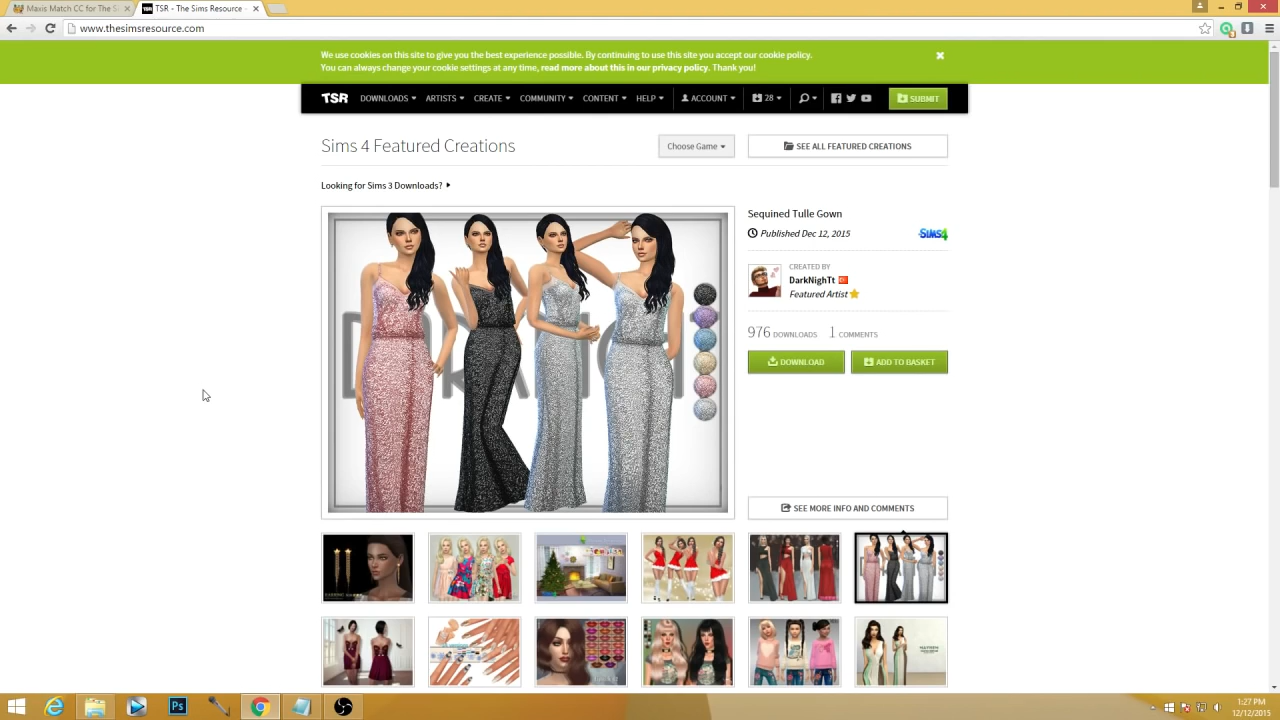 Maxis Match CC for The S
TSR - The Sims Resource -
www.thesimsresource.com
We use cookies on this site to give you the best experience possible. By continuing to use this site you accept our cookie policy.
You can always change your cookie settings at any time, read more about this in our privacy policy. Thank you!
TSR DOWNLOADS ARTISTS CREATE COMMUNITY CONTENT HELP ACCOUNT 28 SUBMIT
Sims 4 Featured Creations
Choose Game
SEE ALL FEATURED CREATIONS
Looking for Sims 3 Downloads?
Sequined Tulle Gown
Published Dec 12, 2015
SIMS4
CREATED BY
DarkNighTt
Featured Artist
976 DOWNLOADS 1 COMMENTS
DOWNLOAD
ADD TO BASKET
SEE MORE INFO AND COMMENTS
Ps
1:27 PM
12/12/2015